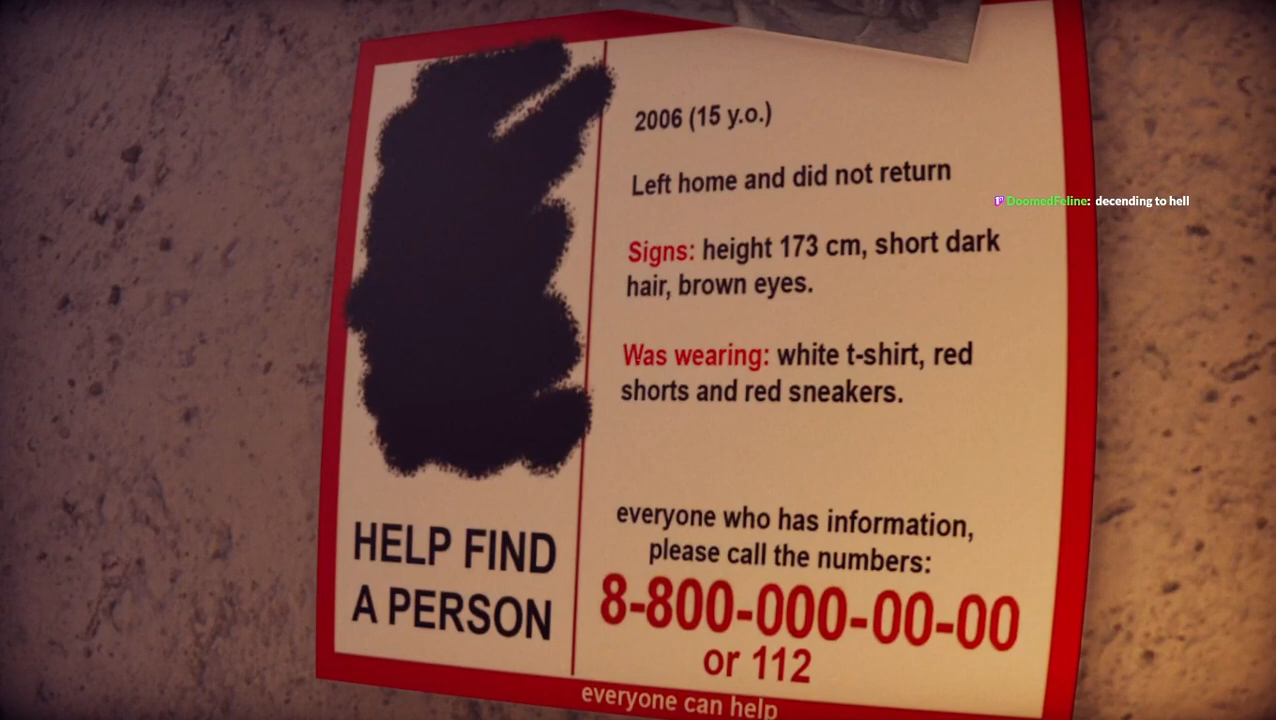 2006 (15 y.o.)
Left home and did not return
DoomedFeline: decending to hell
Signs: height 173 cm, short dark
hair, brown eyes.
Was wearing: white t-shirt, red
shorts and red sneakers.
HELP FIND
A PERSON
everyone who has information,
please call the numbers:
8-800-000-00-00
or 112
everyone can help